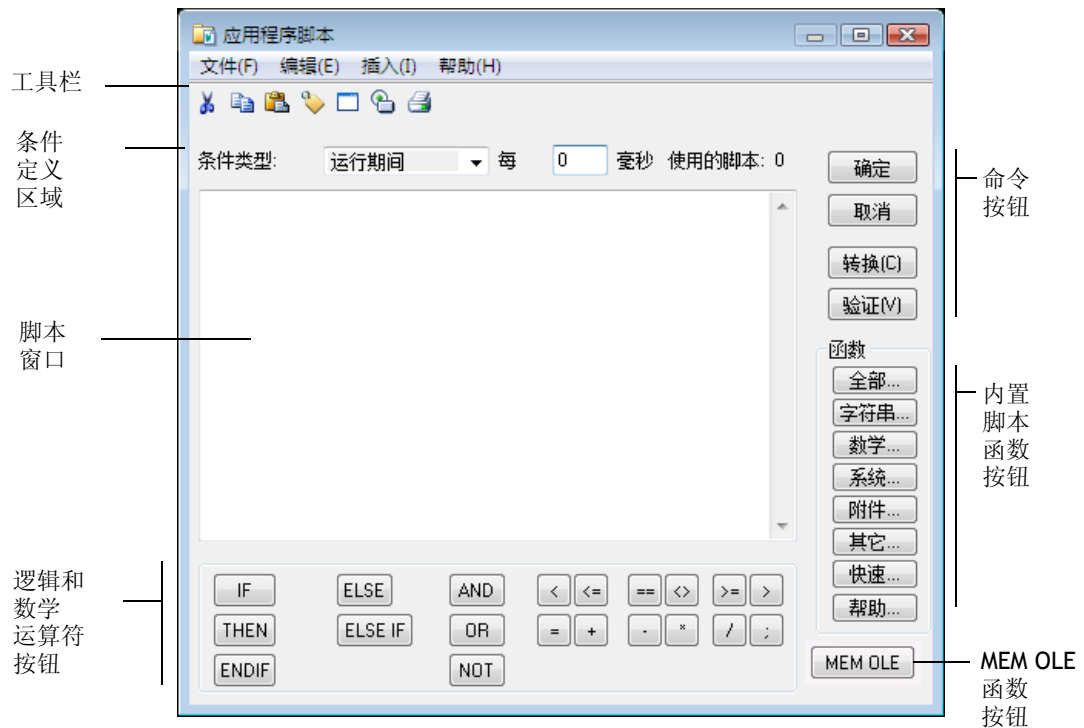 应用程序脚本
文件(F) 编辑(E) 插入(I) 帮助(H)
工具栏
条件
定义
区域
条件类型: 运行期间 每 0 毫秒 使用的脚本: 0
确定
取消
转换(C)
验证(V)
命令
按钮
脚本
窗口
函数
全部...
字符串...
数学...
系统...
附件...
其它...
快速...
帮助...
内置
脚本
函数
按钮
逻辑和
数学
运算符
按钮
IF ELSE AND < <= == <> >= >
THEN ELSE IF OR = + - * / ;
ENDIF NOT
MEM OLE
MEM OLE
函数
按钮